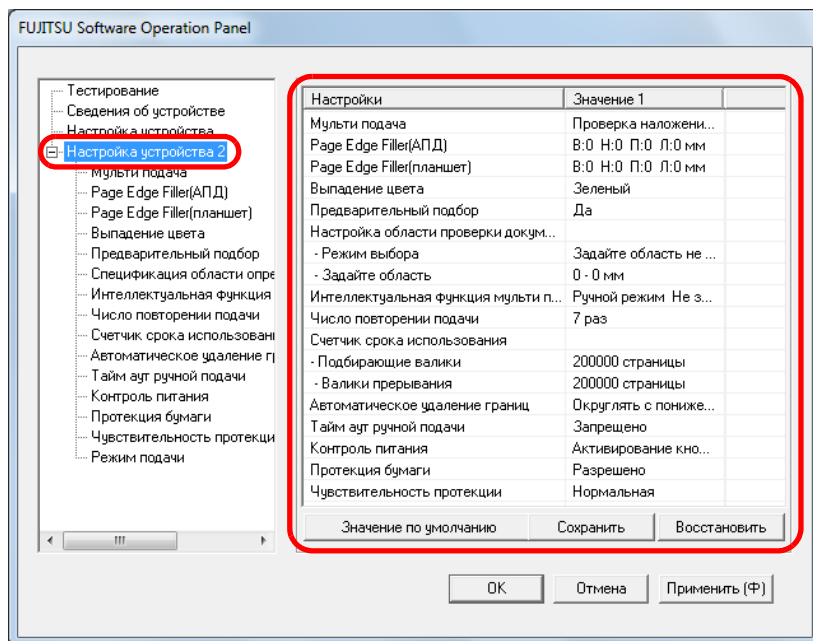 FUJITSU Software Operation Panel
Тестирование
Сведения об устройстве
Настройка устройства
Настройка устройства 2
Мульти подача
Page Edge Filler(АПД)
Page Edge Filler(планшет)
Выпадение цвета
Предварительный подбор
Спецификация области опре
Интеллектуальная функция
Число повторении подачи
Счетчик срока использовани
Автоматическое удаление гр
Тайм аут ручной подачи
Контроль питания
Протекция бумаги
Чувствительность протекци
Режим подачи
Настройки Значение 1
Мульти подача Проверка наложени...
Page Edge Filler(АПД) В:0 Н:0 П:0 Л:0 мм
Page Edge Filler(планшет) В:0 Н:0 П:0 Л:0 мм
Выпадение цвета Зеленый
Предварительный подбор Да
Настройка области проверки докум...
- Режим выбора Задайте область не ...
- Задайте область 0 - 0 мм
Интеллектуальная функция мульти п... Ручной режим Не з...
Число повторении подачи 7 раз
Счетчик срока использования
- Подбирающие валики 200000 страницы
- Валики прерывания 200000 страницы
Автоматическое удаление границ Округлять с пониже...
Тайм аут ручной подачи Запрещено
Контроль питания Активирование кно...
Протекция бумаги Разрешено
Чувствительность протекции Нормальная
Значение по умолчанию Сохранить Восстановить
OK Отмена Применить (Ф)